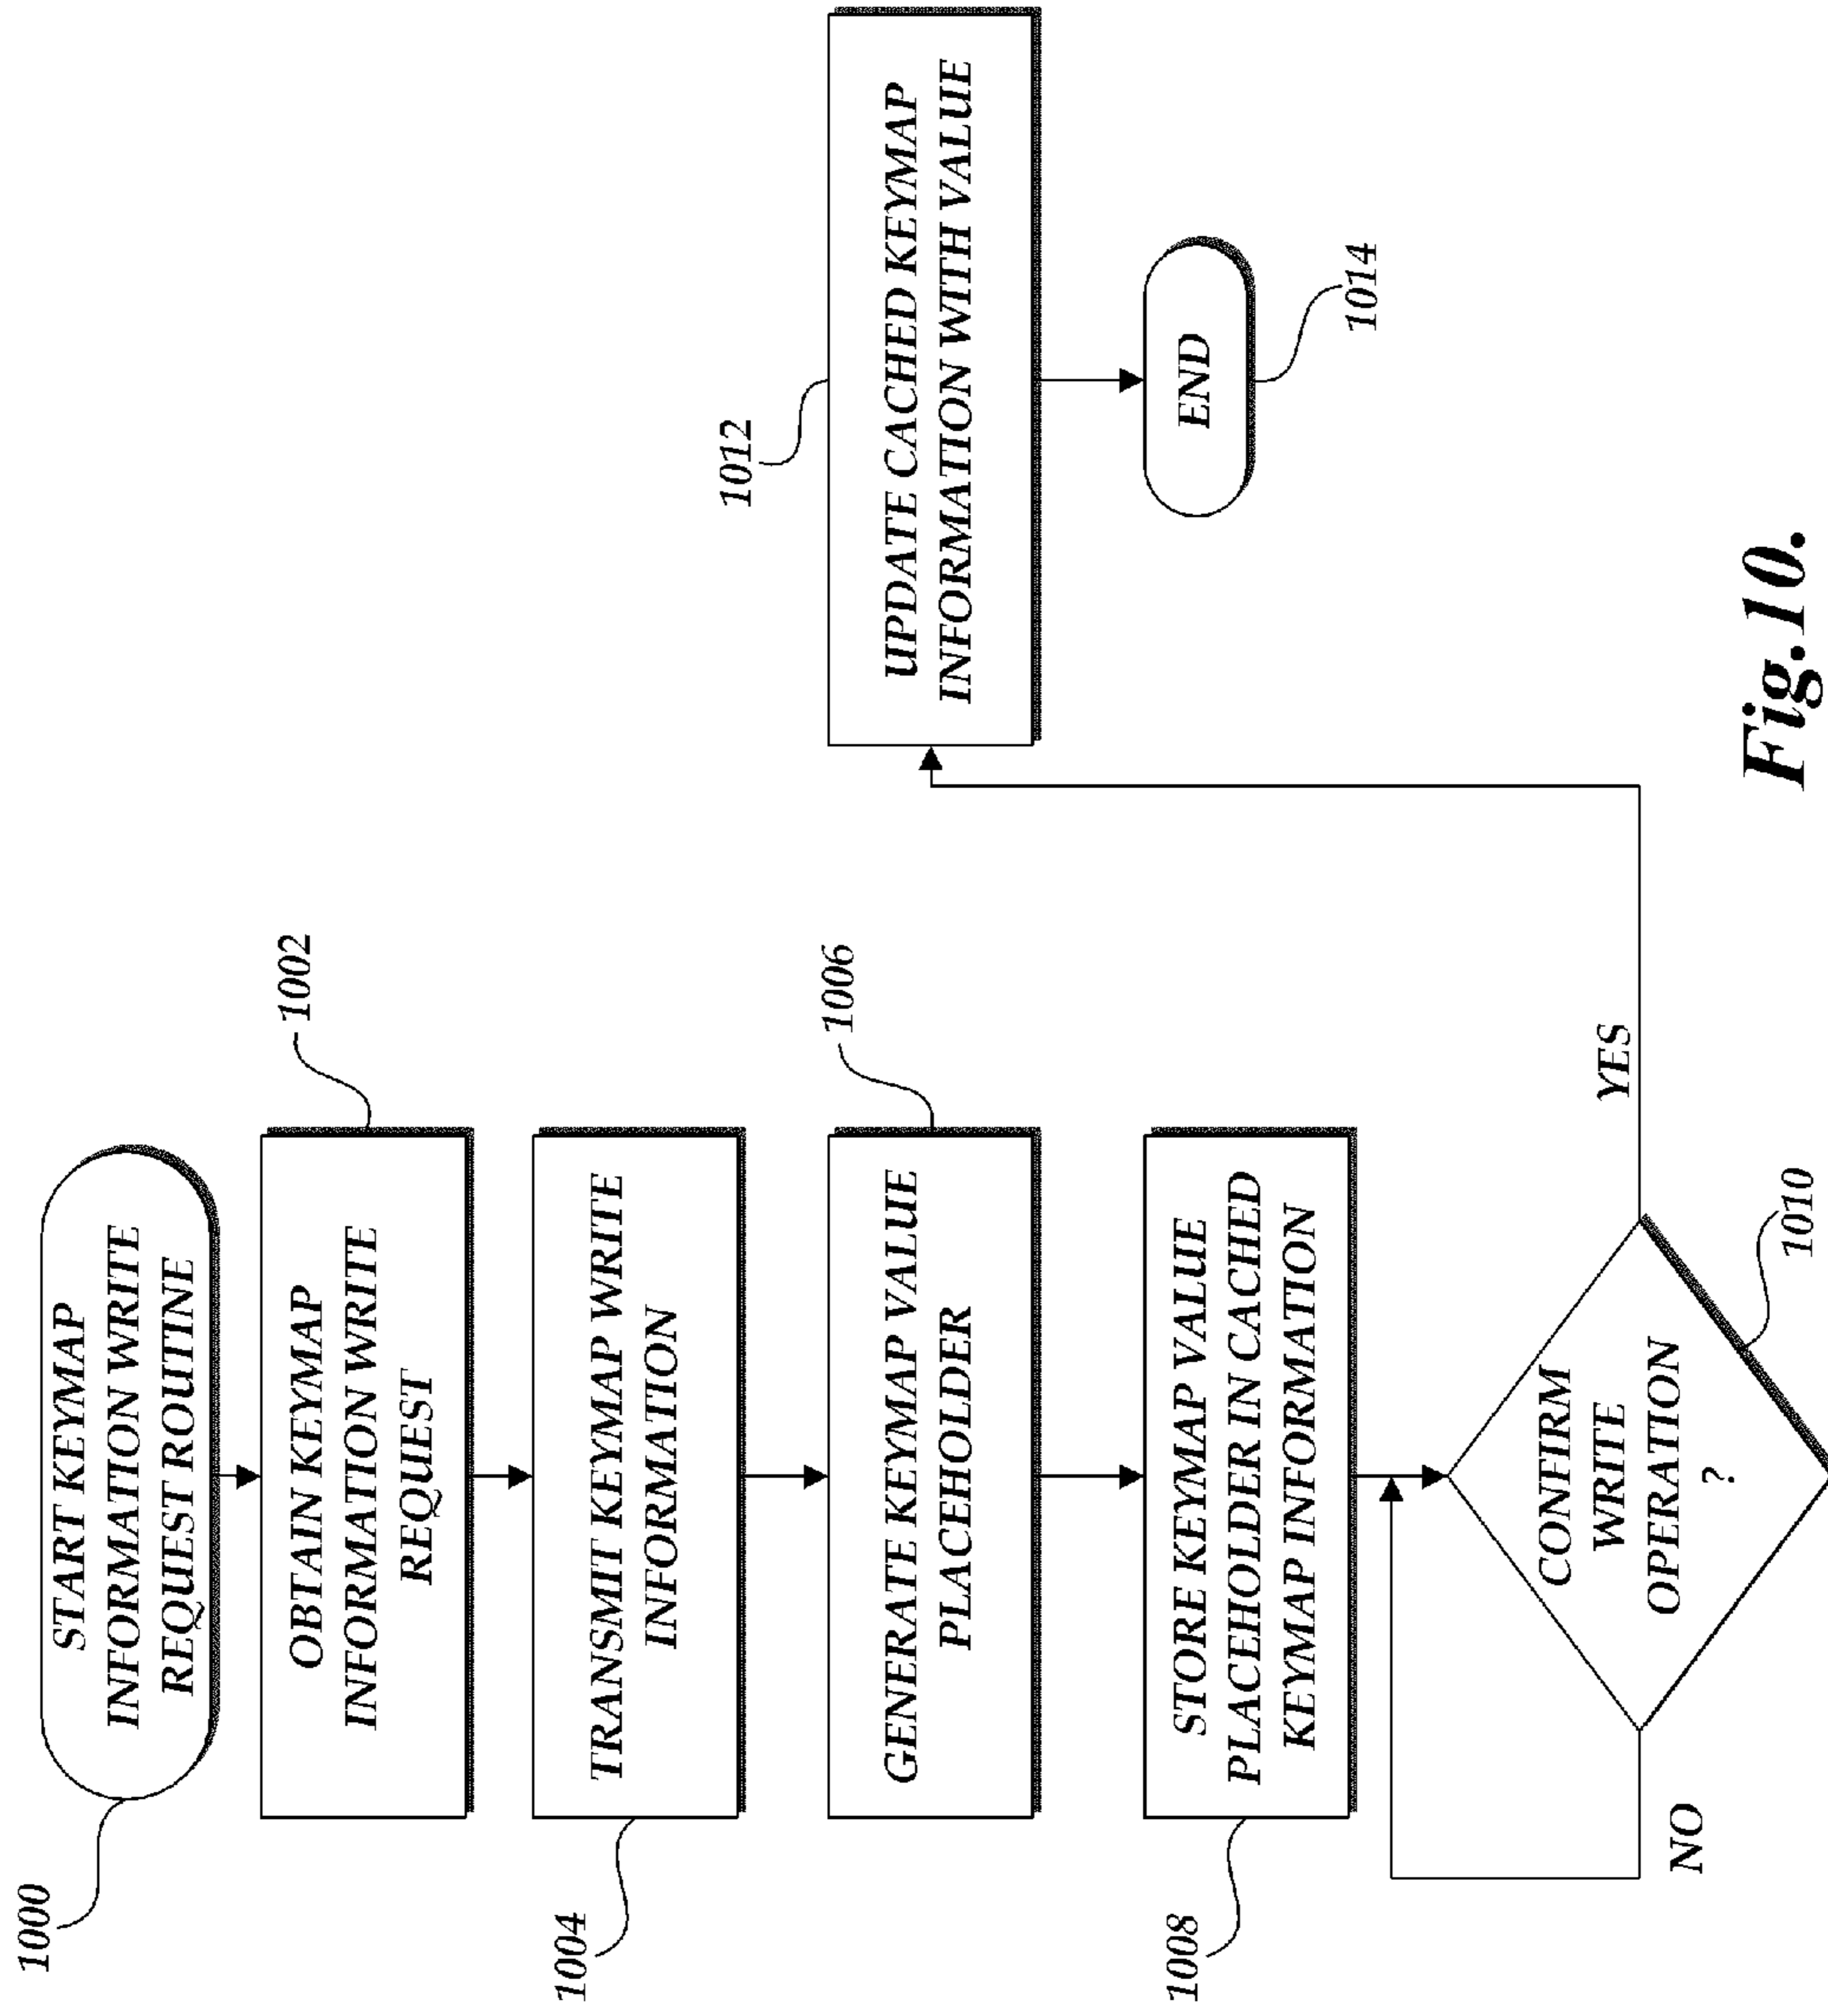 1000
START KEYMAP
INFORMATION WRITE
REQUEST ROUTINE
OBTAIN KEYMAP
INFORMATION WRITE
REQUEST
1002
TRANSMIT KEYMAP WRITE
INFORMATION
1004
GENERATE KEYMAP VALUE
PLACEHOLDER
1006
STORE KEYMAP VALUE
PLACEHOLDER IN CACHED
KEYMAP INFORMATION
1008
CONFIRM
WRITE
OPERATION
?
1010
NO
YES
1012
UPDATE CACHED KEYMAP
INFORMATION WITH VALUE
END
1014
Fig.10.